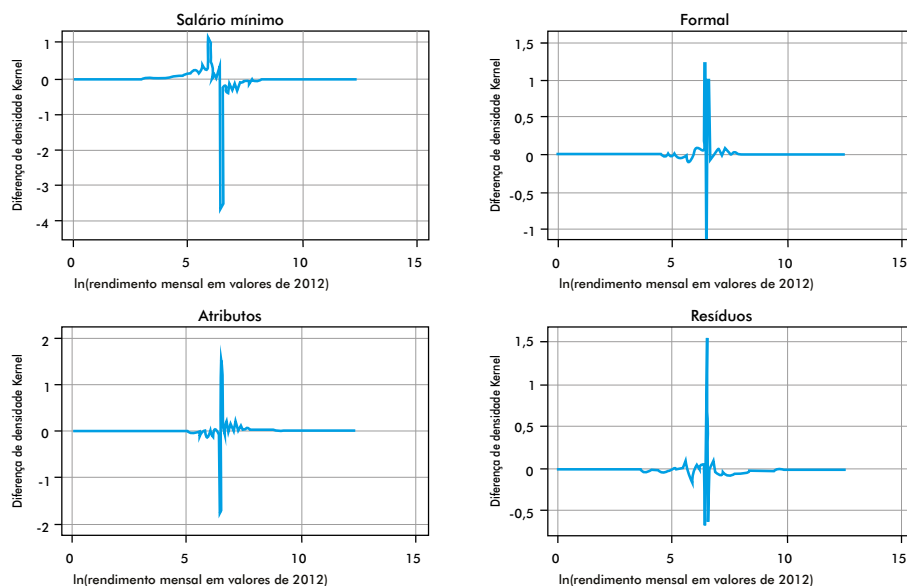 Salário mínimo
Diferença de densidade Kernel
1
0
-1
-2
-3
-4
0 5 10 15
ln(rendimento mensal em valores de 2012)
Formal
Diferença de densidade Kernel
1,5
1
0,5
0
-0,5
-1
0 5 10 15
ln(rendimento mensal em valores de 2012)
Atributos
Diferença de densidade Kernel
2
1
0
-1
-2
0 5 10 15
ln(rendimento mensal em valores de 2012)
Resíduos
Diferença de densidade Kernel
1,5
1
0,5
0
-0,5
0 5 10 15
ln(rendimento mensal em valores de 2012)